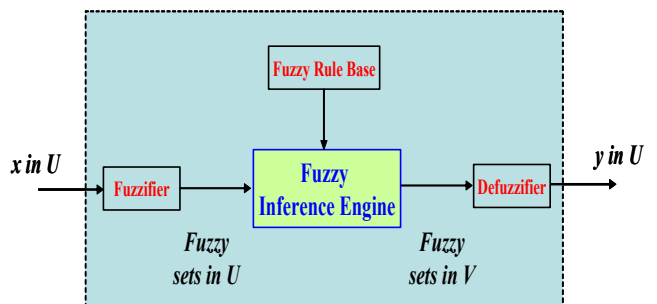 Fuzzy Rule Base
x in U
Fuzzifier
Fuzzy
Inference Engine
Defuzzifier
y in U
Fuzzy
sets in U
Fuzzy
sets in V